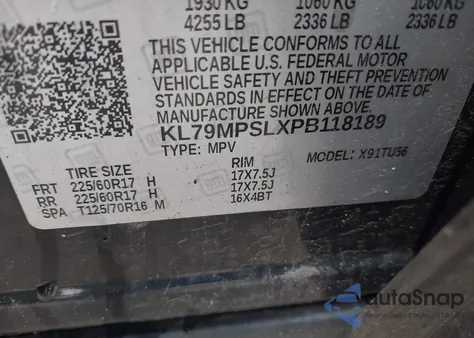 1930 KG 1060 KG 1060 KG
4255 LB 2336 LB 2336 LB
THIS VEHICLE CONFORMS TO ALL
APPLICABLE U.S. FEDERAL MOTOR
VEHICLE SAFETY AND THEFT PREVENTION
STANDARDS IN EFFECT ON THE DATE OF
MANUFACTURE SHOWN ABOVE.
KL79MPSLXPB118189
TYPE: MPV MODEL: X91TU56
TIRE SIZE RIM
FRT 225/60R17 H 17X7.5J
RR 225/60R17 H 17X7.5J
SPA T125/70R16 M 16X4BT
autaSnap